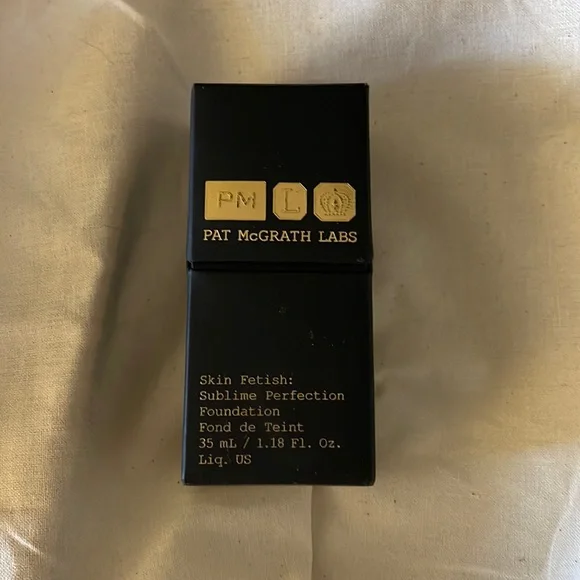 PM L
PAT McGRATH LABS
Skin Fetish:
Sublime Perfection
Foundation
Fond de Teint
35 mL / 1.18 Fl. Oz.
Liq. US